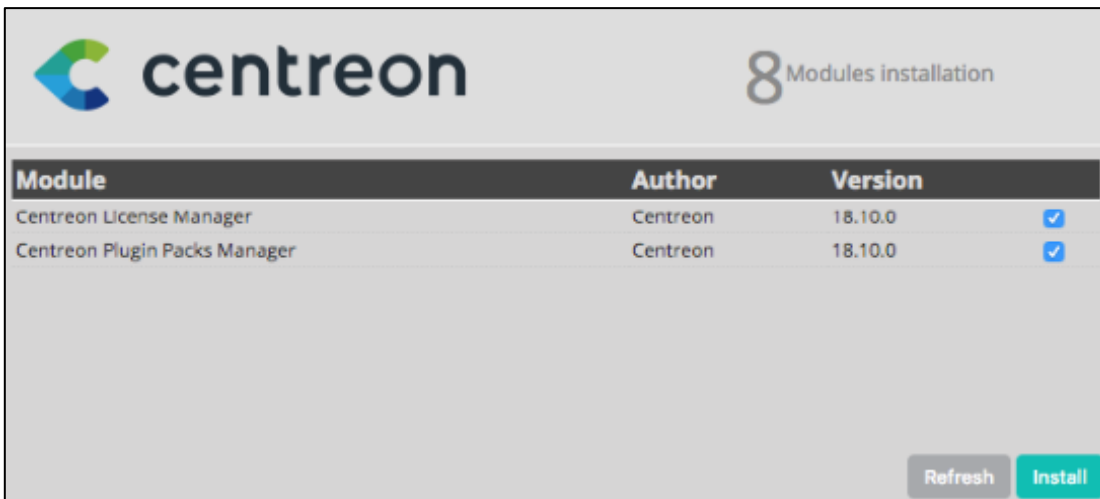 centreon
8 Modules installation
Module Author Version
Centreon License Manager Centreon 18.10.0
Centreon Plugin Packs Manager Centreon 18.10.0
Refresh Install